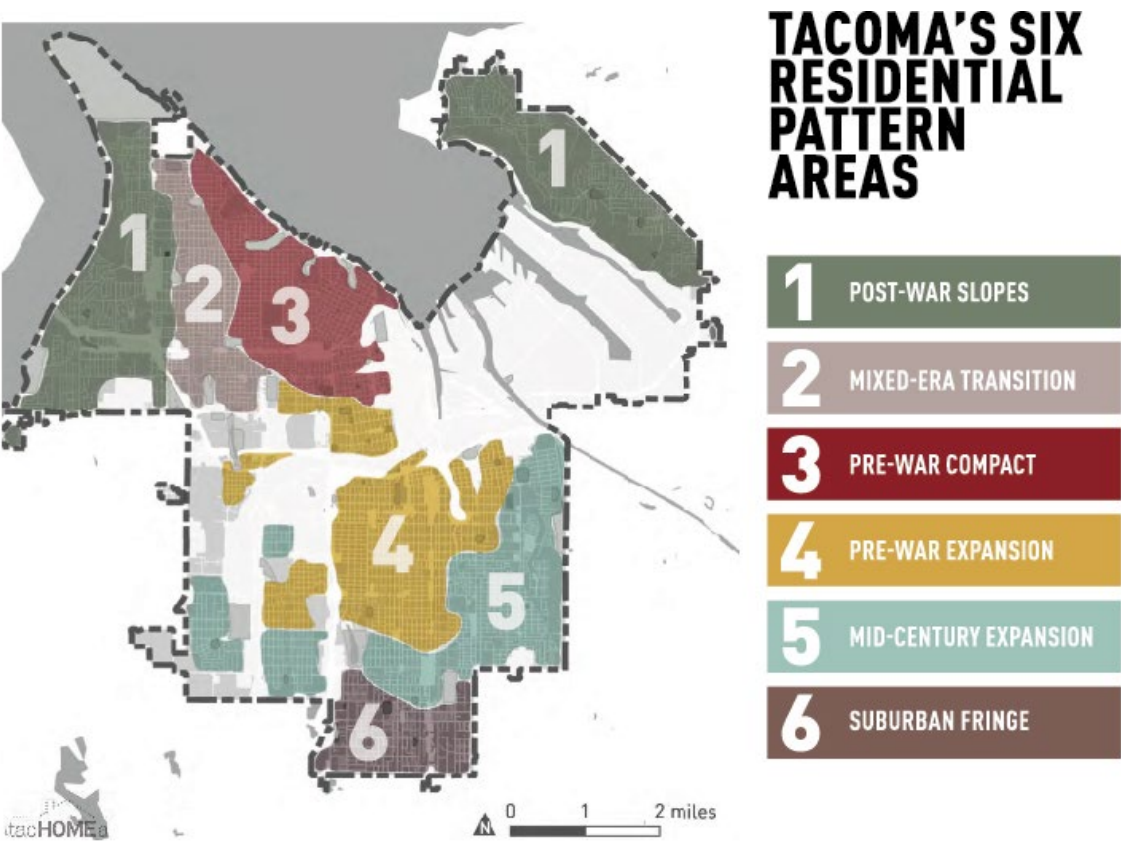 TACOMA'S SIX
RESIDENTIAL
PATTERN
AREAS
1 POST-WAR SLOPES
2 MIXED-ERA TRANSITION
3 PRE-WAR COMPACT
4 PRE-WAR EXPANSION
5 MID-CENTURY EXPANSION
6 SUBURBAN FRINGE
1
1
2
3
4
5
6
N
0 1 2 miles
tacHOMEa